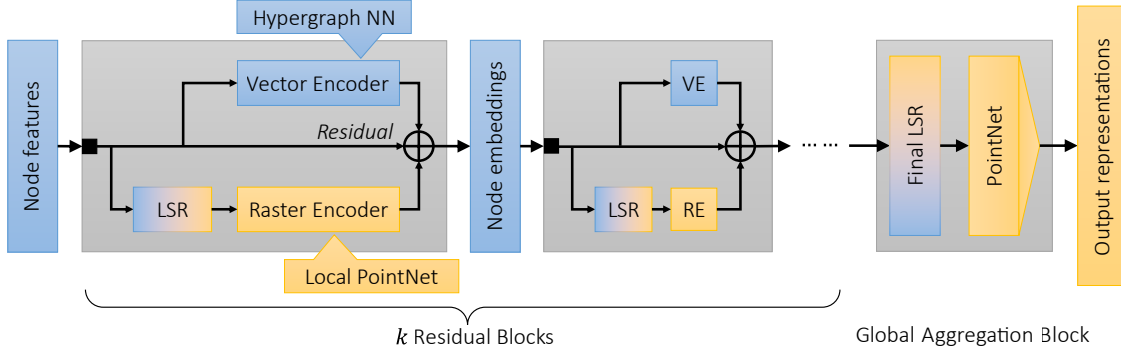 Hypergraph NN
Node features
Vector Encoder
Residual
LSR
Raster Encoder
Local PointNet
Node embeddings
VE
LSR
RE
... ...
Final LSR
PointNet
Output representations
k Residual Blocks
Global Aggregation Block